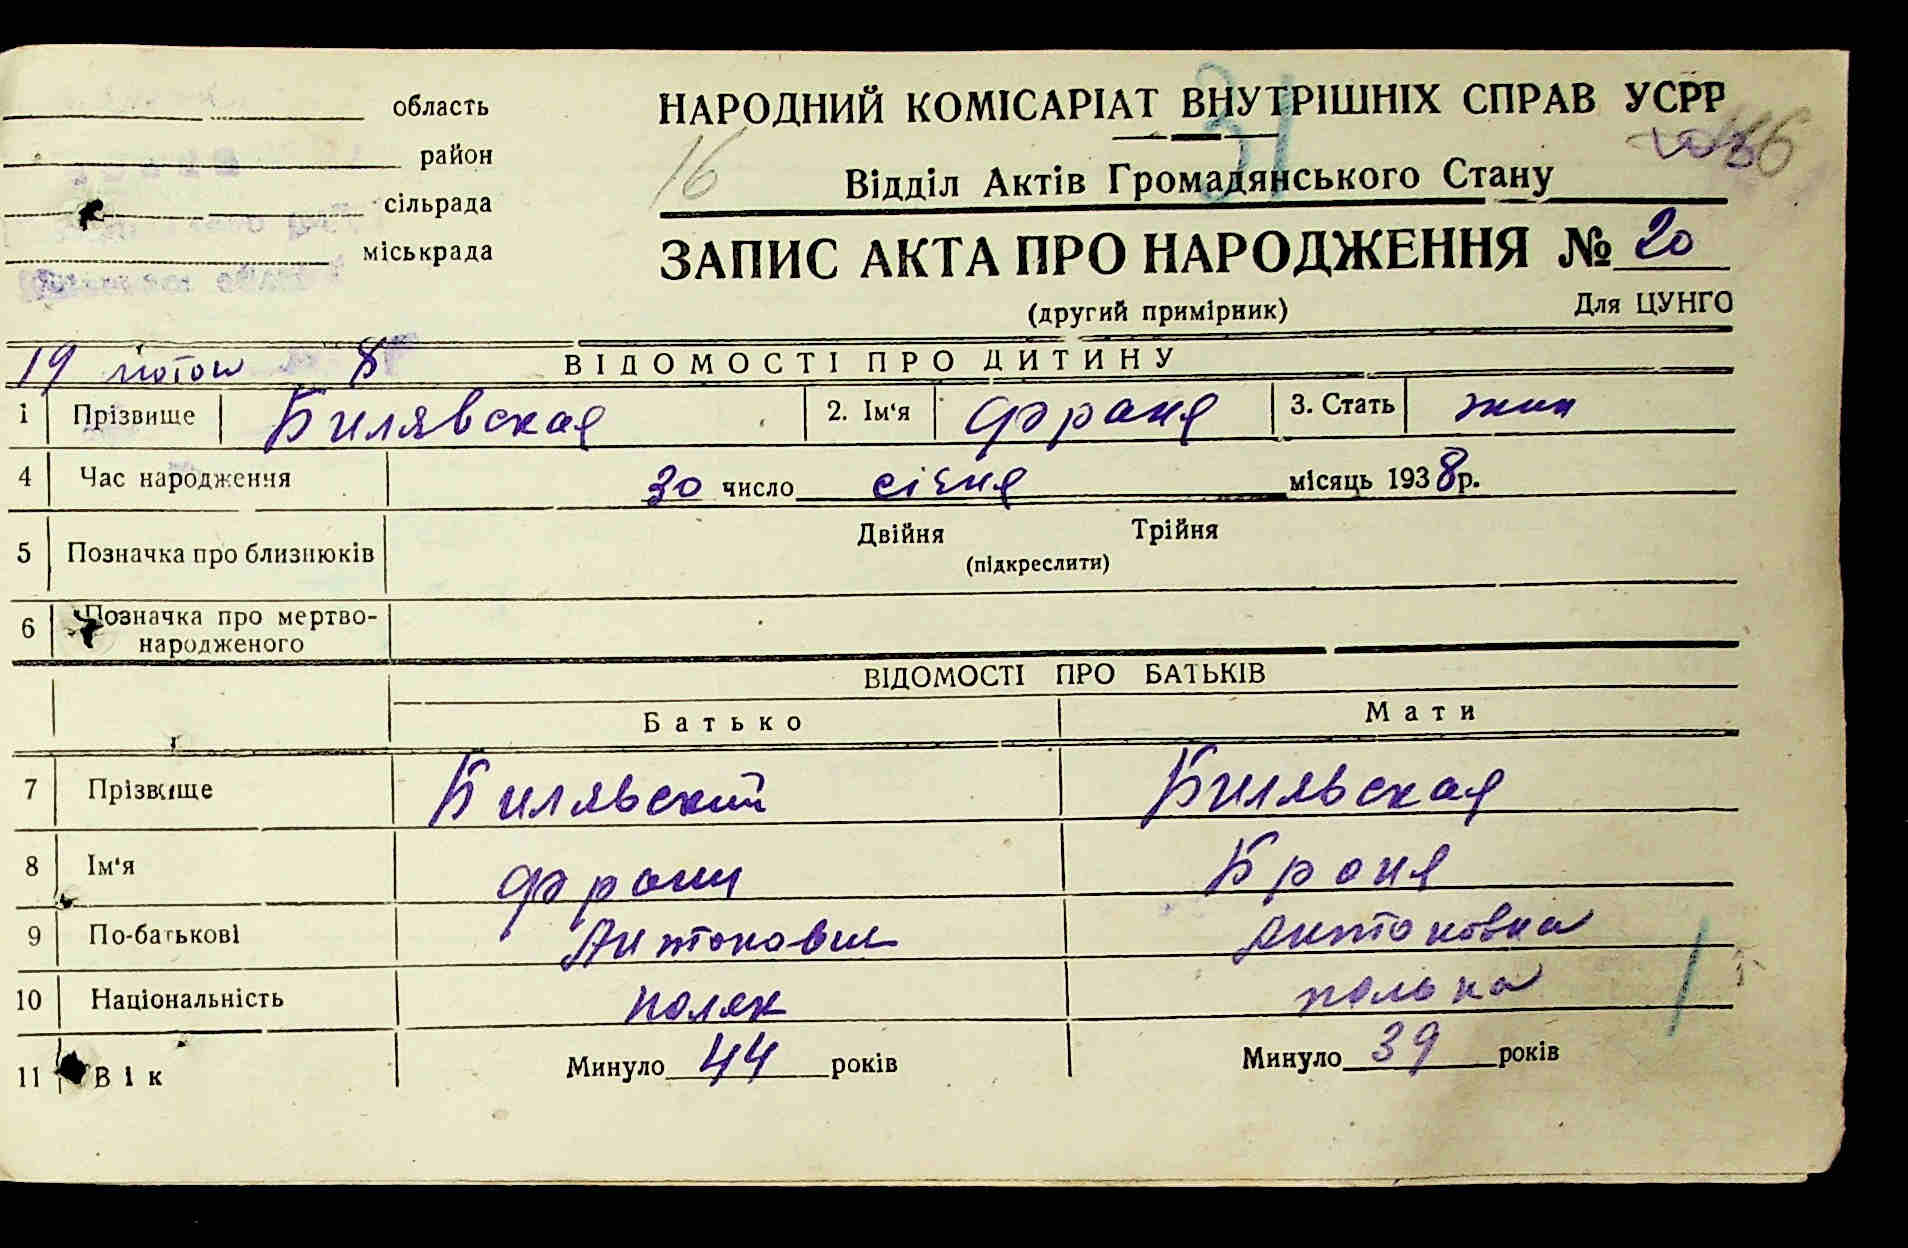 область
НАРОДНИЙ КОМІСАРІАТ ВНУТРІШНІХ СПРАВ УСРР
район
16
31
Відділ Актів Громадянського Стану
сільрада
міськрада
ЗАПИС АКТА ПРО НАРОДЖЕННЯ № 20
(другий примірник) Для ЦУНГО
19 лютого 8 ВІДОМОСТІ ПРО ДИТИНУ
1 Прізвище Билявская 2. Ім'я Франя 3. Стать жин
4 Час народження 30 число січня місяць 1938р.
5 Позначка про близнюків Двійня Трійня
(підкреслити)
6 Позначка про мертво-
народженого
ВІДОМОСТІ ПРО БАТЬКІВ
Батько Мати
7 Прізвище Билявский Билявская
8 Ім'я Франц Броня
9 По-батькові Антонович Антоновна
10 Національність поляк полька
11 Вік Минуло 44 років Минуло 39 років